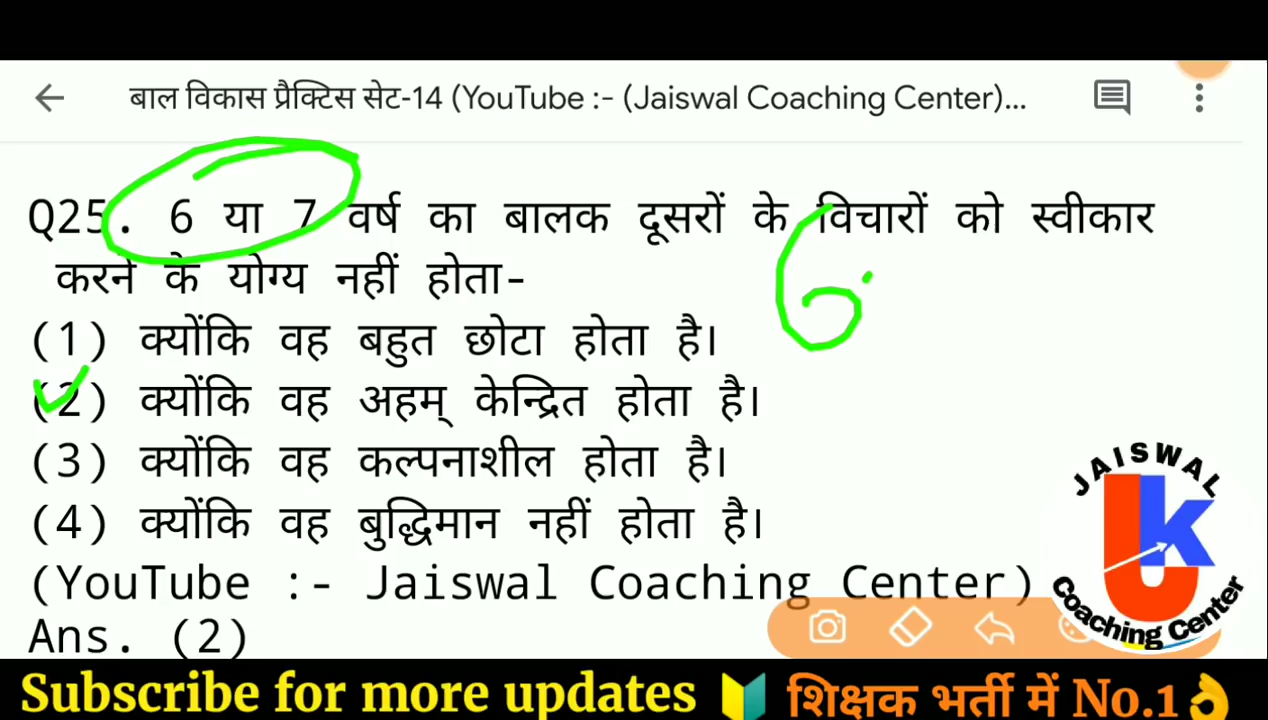 बाल विकास प्रैक्टिस सेट-14 (YouTube :- (Jaiswal Coaching Center)...
Q25. 6 या 7 वर्ष का बालक दूसरों के विचारों को स्वीकार
करने के योग्य नहीं होता-
6.
(1) क्योंकि वह बहुत छोटा होता है।
(2) क्योंकि वह अहम् केन्द्रित होता है।
(3) क्योंकि वह कल्पनाशील होता है।
(4) क्योंकि वह बुद्धिमान नहीं होता है।
(YouTube :- Jaiswal Coaching Center)
Ans. (2)
JAISWAL
JK
Coaching Center
Subscribe for more updates 🔰 शिक्षक भर्ती में No.1👌